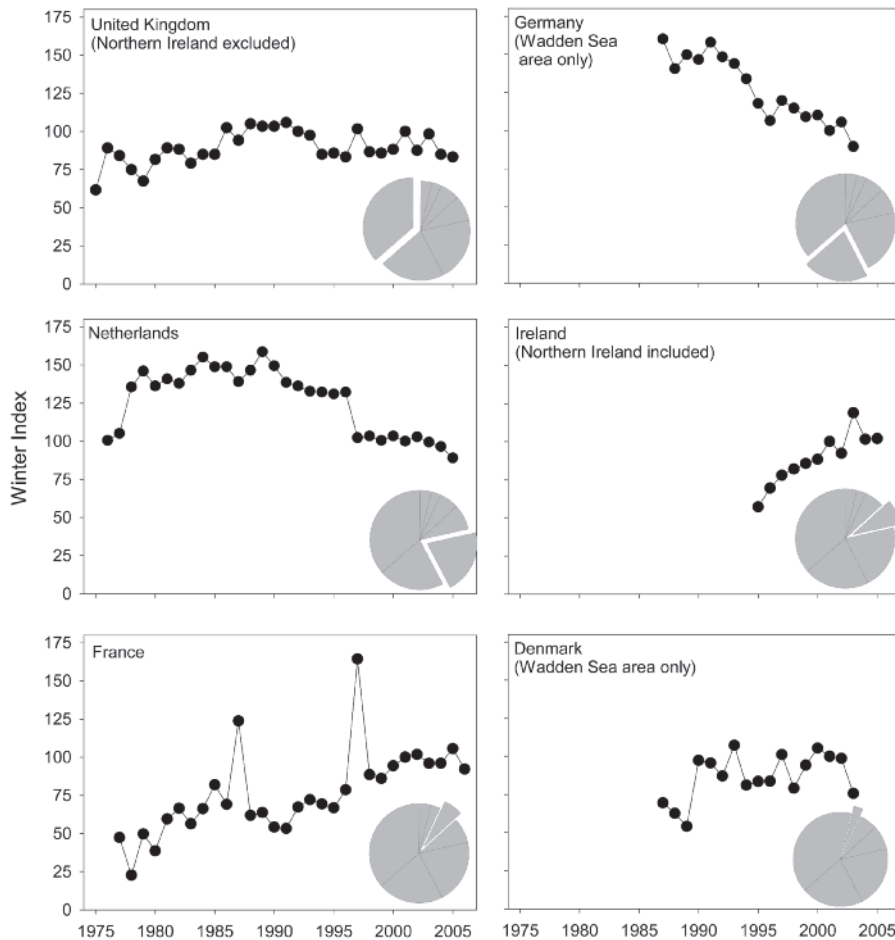 175
150
125
100
75
50
25
0
United Kingdom
(Northern Ireland excluded)
Germany
(Wadden Sea
area only)
175
150
125
100
75
50
25
0
Netherlands
Ireland
(Northern Ireland included)
Winter Index
175
150
125
100
75
50
25
0
France
Denmark
(Wadden Sea area only)
1975 1980 1985 1990 1995 2000 2005
1975 1980 1985 1990 1995 2000 2005